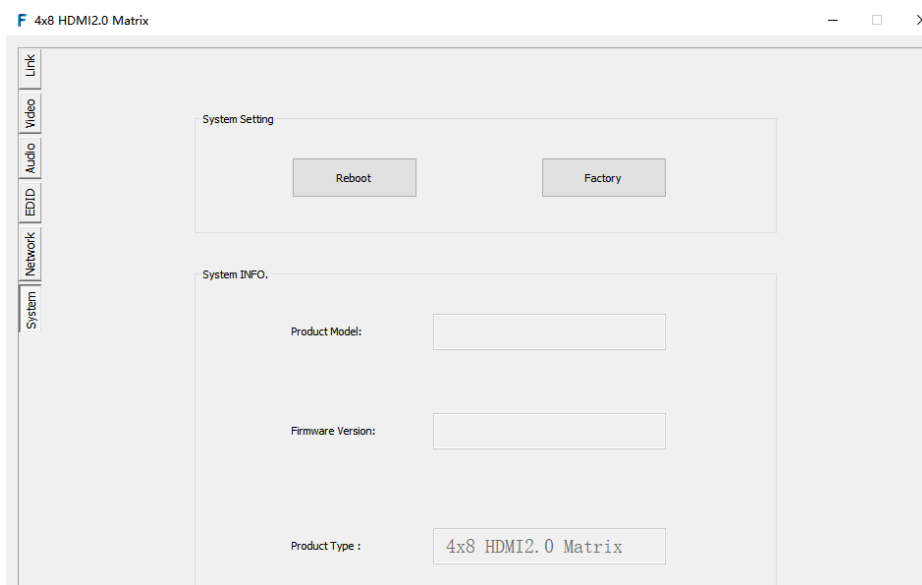 F 4x8 HDMI2.0 Matrix
Link
Video
Audio
EDID
Network
System
System Setting
Reboot
Factory
System INFO.
Product Model:
Firmware Version:
Product Type :
4x8 HDMI2.0 Matrix